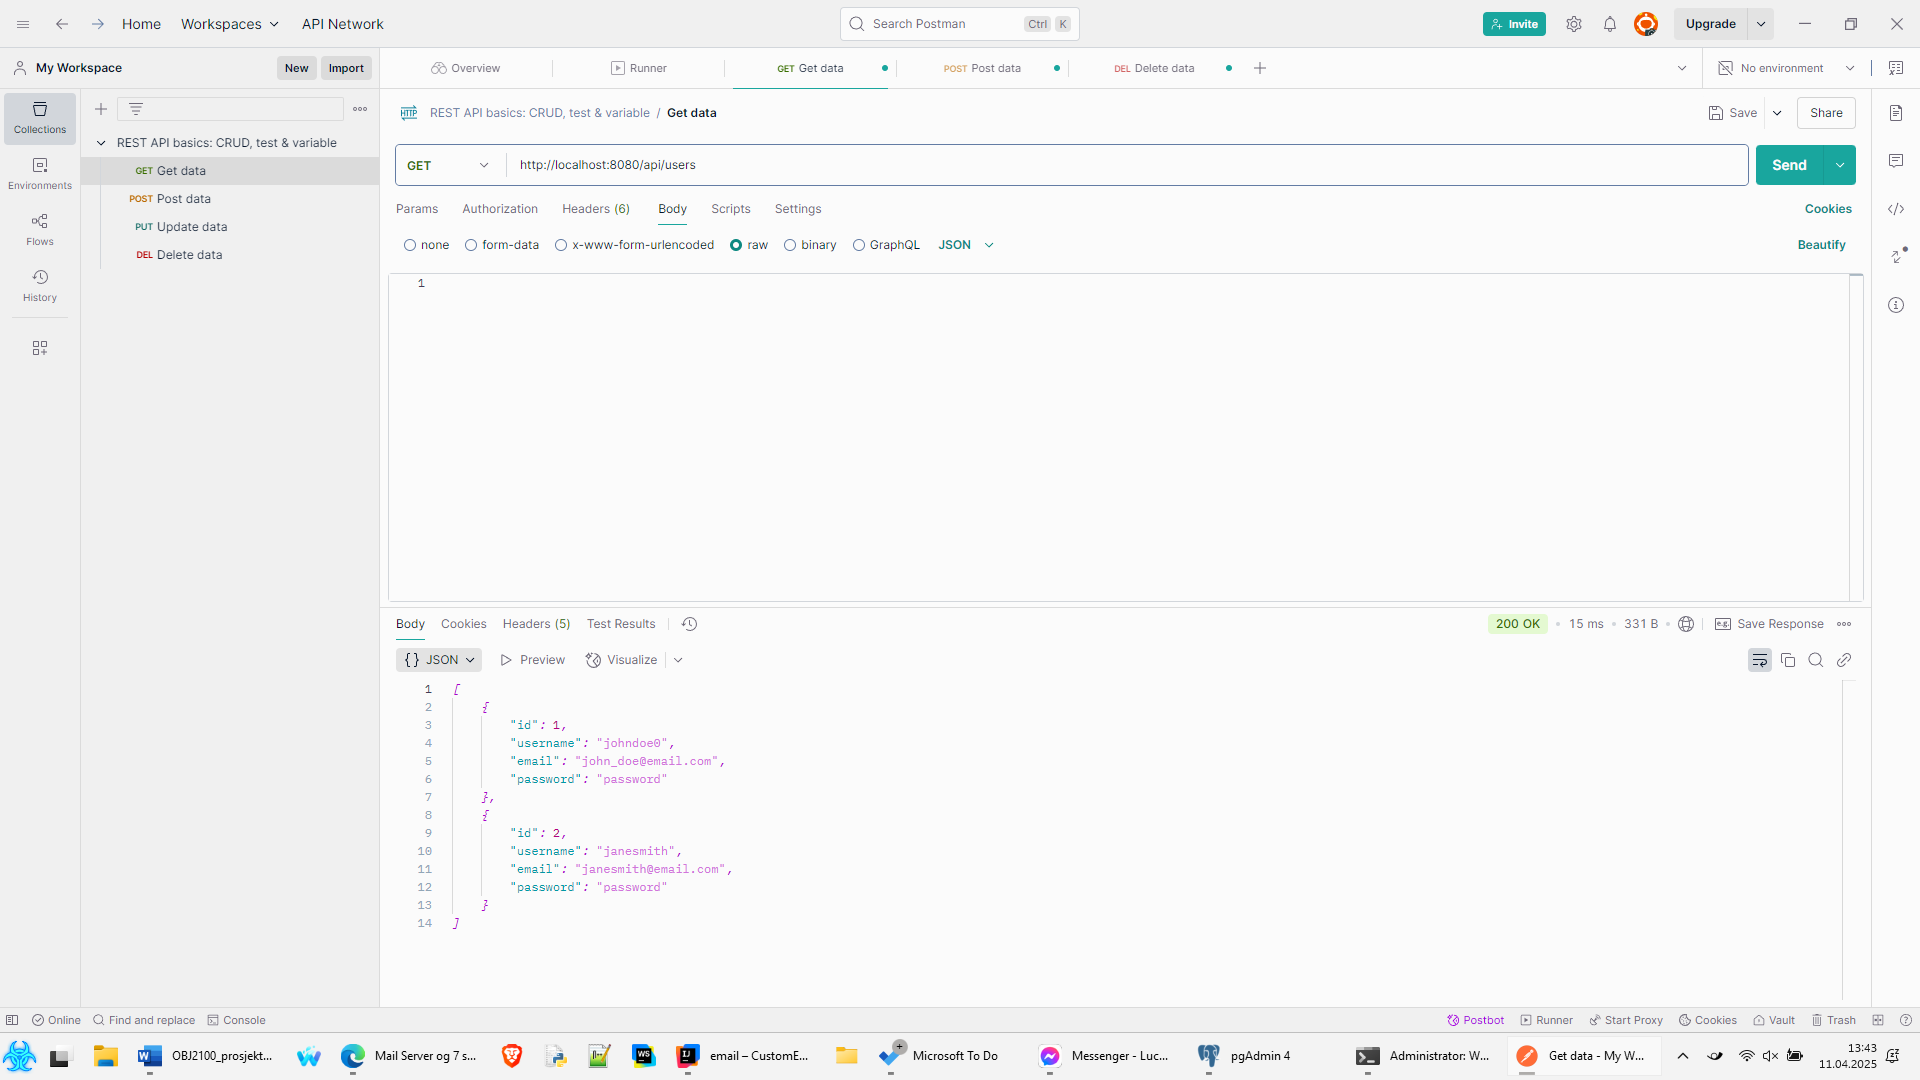 Home Workspaces API Network Search Postman Ctrl K Invite Upgrade
My Workspace New Import Overview Runner GET Get data POST Post data DEL Delete data No environment
Collections
Environments
Flows
History
REST API basics: CRUD, test & variable
GET Get data
POST Post data
PUT Update data
DEL Delete data
HTTP REST API basics: CRUD, test & variable / Get data Save Share
GET http://localhost:8080/api/users Send
Params Authorization Headers (6) Body Scripts Settings Cookies
none form-data x-www-form-urlencoded raw binary GraphQL JSON Beautify
1
Body Cookies Headers (5) Test Results 200 OK • 15 ms • 331 B • e.g. Save Response
{} JSON Preview Visualize
1 [
2 {
3 "id": 1,
4 "username": "johndoe0",
5 "email": "john_doe@email.com",
6 "password": "password"
7 },
8 {
9 "id": 2,
10 "username": "janesmith",
11 "email": "janesmith@email.com",
12 "password": "password"
13 }
14 ]
Online Find and replace Console Postbot Runner Start Proxy Cookies Vault Trash
OBJ2100_prosjekt... Mail Server og 7 s... WS IJ email – CustomE... Microsoft To Do Messenger - Luc... pgAdmin 4 Administrator: W... Get data - My W... 13:43
11.04.2025